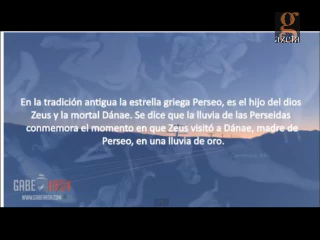 g
gaceta
En la tradición antigua la estrella griega Perseo, es el hijo del dios
Zeus y la mortal Dánae. Se dice que la lluvia de las Perseidas
conmemora el momento en que Zeus visitó a Dánae, madre de
Perseo, en una lluvia de oro.